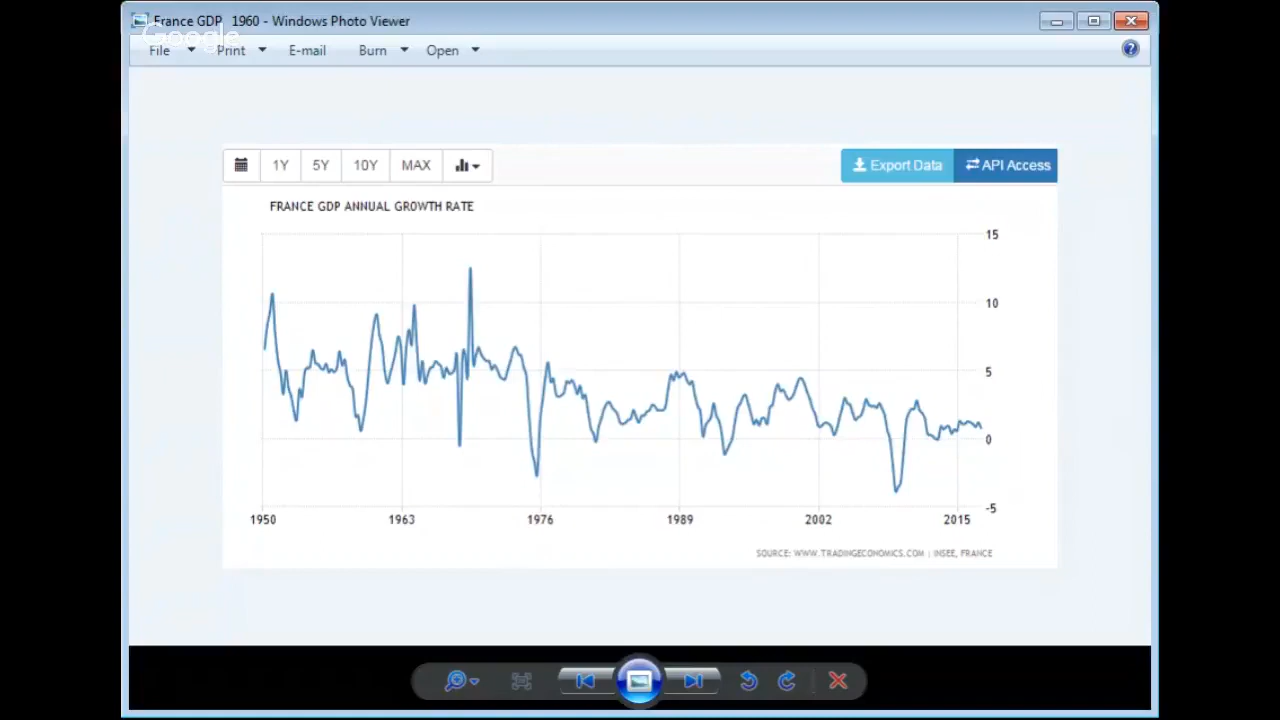 France GDP_ 1960 - Windows Photo Viewer
Google
File Print E-mail Burn Open
1Y 5Y 10Y MAX Export Data API Access
FRANCE GDP ANNUAL GROWTH RATE
15
10
5
0
-5
1950 1963 1976 1989 2002 2015
SOURCE: WWW.TRADINGECONOMICS.COM | INSEE, FRANCE